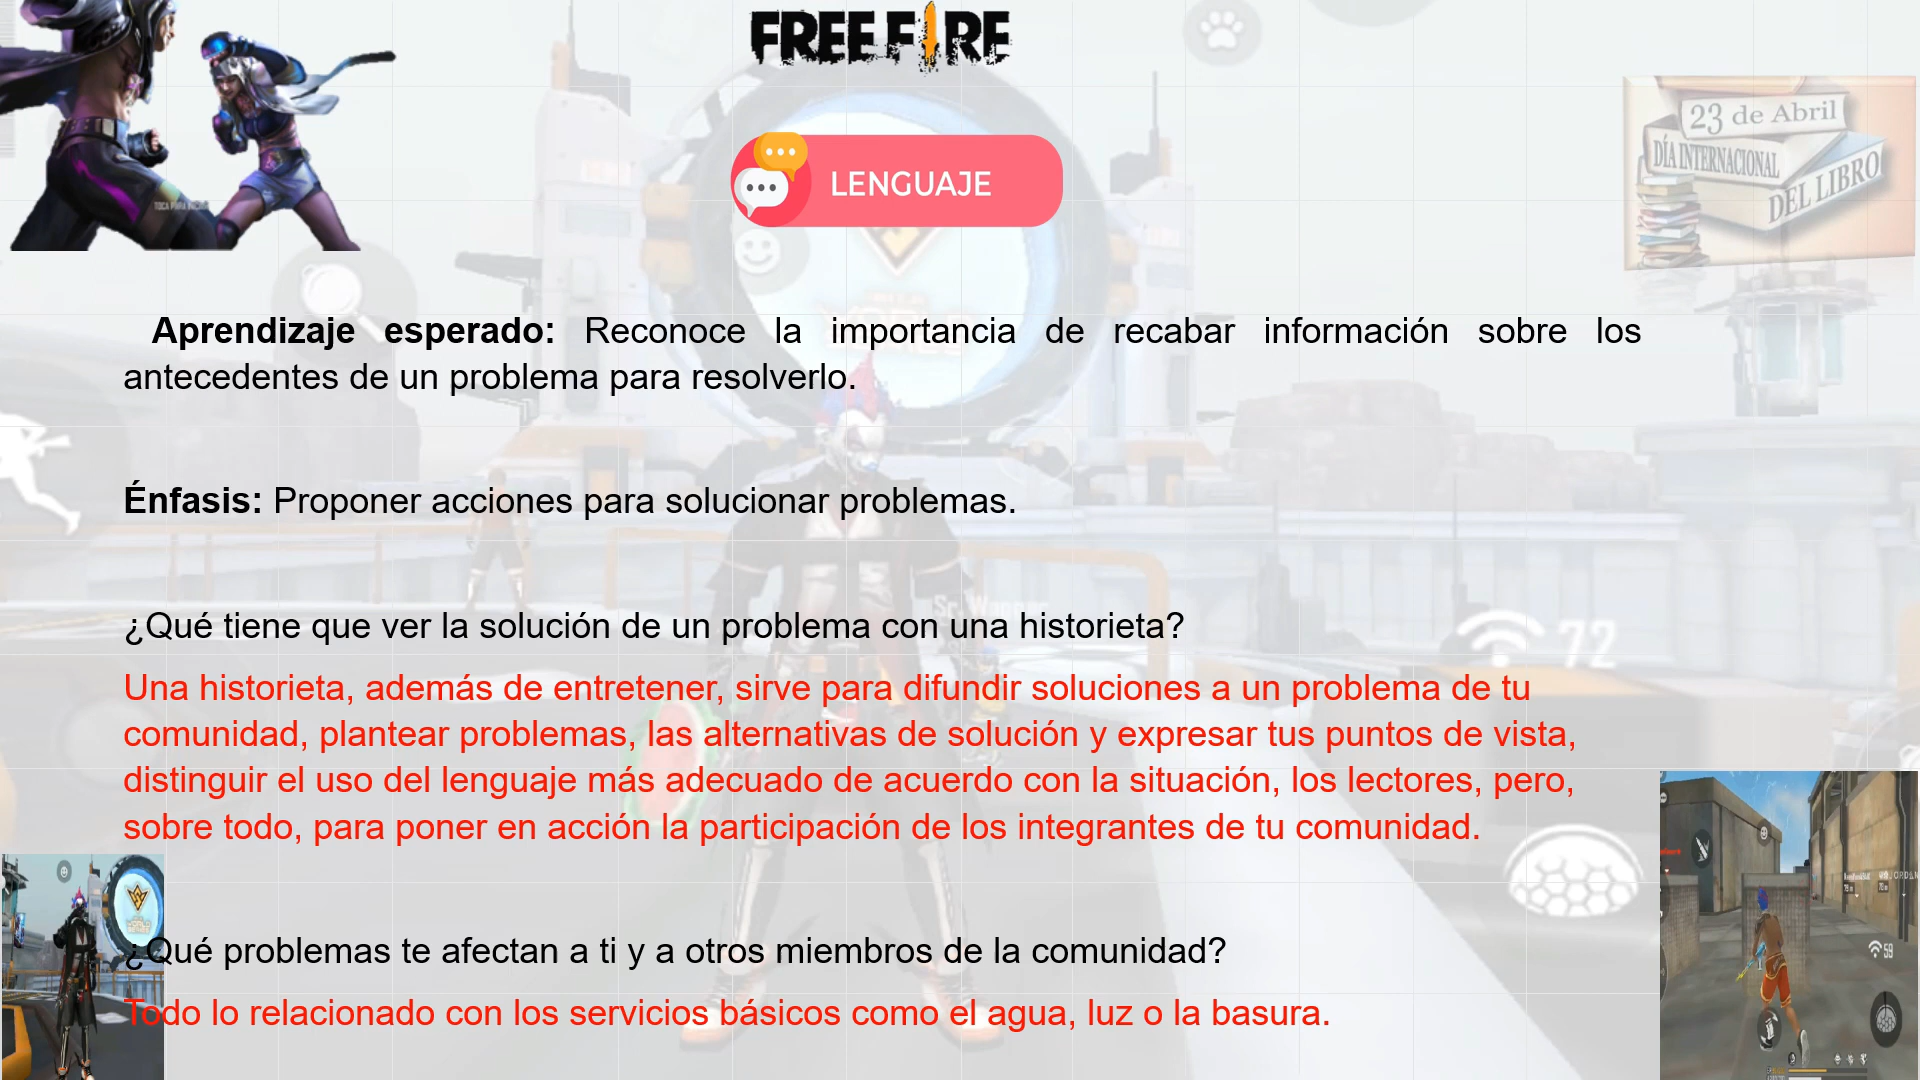 FREE FIRE
23 de Abril
DÍA INTERNACIONAL
DEL LIBRO
LENGUAJE
TOCA PARA
Aprendizaje esperado: Reconoce la importancia de recabar información sobre los
antecedentes de un problema para resolverlo.
Énfasis: Proponer acciones para solucionar problemas.
¿Qué tiene que ver la solución de un problema con una historieta?
72
Una historieta, además de entretener, sirve para difundir soluciones a un problema de tu
comunidad, plantear problemas, las alternativas de solución y expresar tus puntos de vista,
distinguir el uso del lenguaje más adecuado de acuerdo con la situación, los lectores, pero,
sobre todo, para poner en acción la participación de los integrantes de tu comunidad.
¿Qué problemas te afectan a ti y a otros miembros de la comunidad?
59
Todo lo relacionado con los servicios básicos como el agua, luz o la basura.